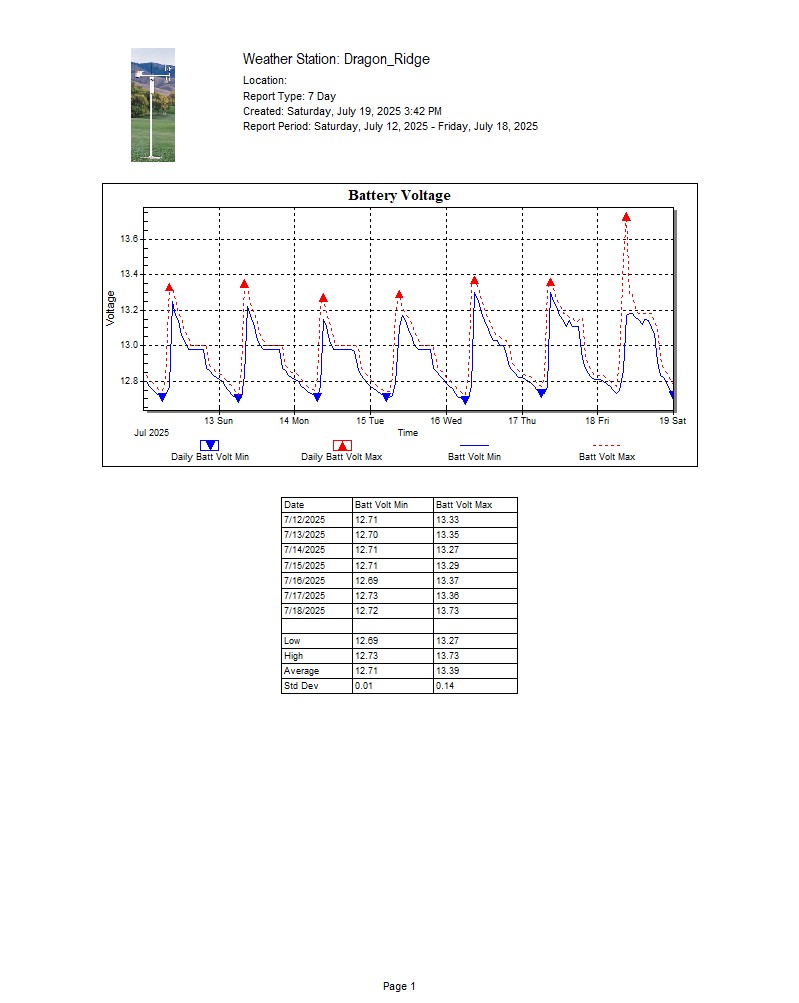 Weather Station: Dragon_Ridge
Location:
Report Type: 7 Day
Created: Saturday, July 19, 2025 3:42 PM
Report Period: Saturday, July 12, 2025 - Friday, July 18, 2025
Battery Voltage
Voltage
13.6
13.4
13.2
13.0
12.8
13 Sun 14 Mon 15 Tue 16 Wed 17 Thu 18 Fri 19 Sat
Jul 2025 Time
Daily Batt Volt Min Daily Batt Volt Max Batt Volt Min Batt Volt Max
Date Batt Volt Min Batt Volt Max
7/12/2025 12.71 13.33
7/13/2025 12.70 13.35
7/14/2025 12.71 13.27
7/15/2025 12.71 13.29
7/16/2025 12.69 13.37
7/17/2025 12.73 13.36
7/18/2025 12.72 13.73
Low 12.69 13.27
High 12.73 13.73
Average 12.71 13.39
Std Dev 0.01 0.14
Page 1